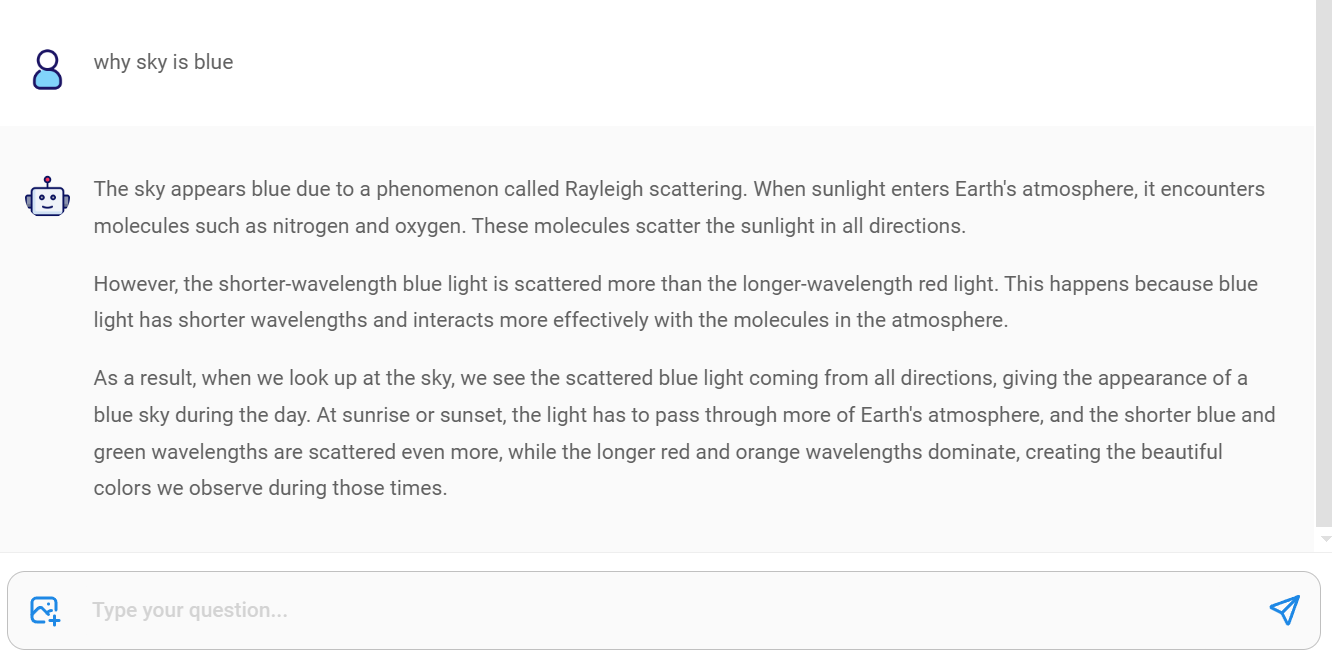 why sky is blue
The sky appears blue due to a phenomenon called Rayleigh scattering. When sunlight enters Earth's atmosphere, it encounters
molecules such as nitrogen and oxygen. These molecules scatter the sunlight in all directions.
However, the shorter-wavelength blue light is scattered more than the longer-wavelength red light. This happens because blue
light has shorter wavelengths and interacts more effectively with the molecules in the atmosphere.
As a result, when we look up at the sky, we see the scattered blue light coming from all directions, giving the appearance of a
blue sky during the day. At sunrise or sunset, the light has to pass through more of Earth's atmosphere, and the shorter blue and
green wavelengths are scattered even more, while the longer red and orange wavelengths dominate, creating the beautiful
colors we observe during those times.
Type your question...